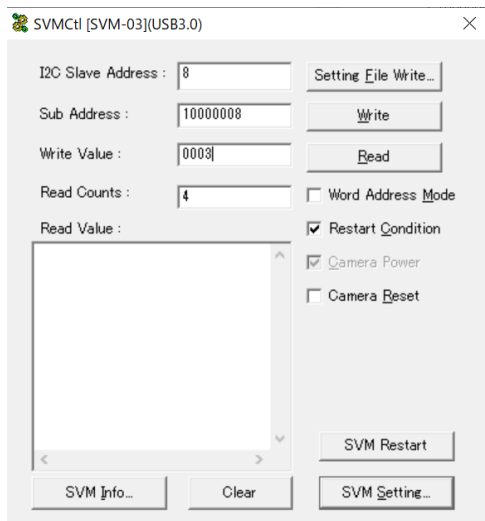 SVMCtl [SVM-03](USB3.0)
I2C Slave Address : 8 Setting File Write...
Sub Address : 10000008 Write
Write Value : 0003 Read
Read Counts : 4 Word Address Mode
Read Value : Restart Condition
Camera Power
Camera Reset
SVM Restart
SVM Info... Clear SVM Setting...